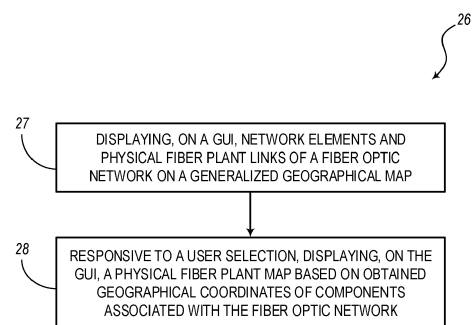 26
27
DISPLAYING, ON A GUI, NETWORK ELEMENTS AND
PHYSICAL FIBER PLANT LINKS OF A FIBER OPTIC
NETWORK ON A GENERALIZED GEOGRAPHICAL MAP
28
RESPONSIVE TO A USER SELECTION, DISPLAYING, ON THE
GUI, A PHYSICAL FIBER PLANT MAP BASED ON OBTAINED
GEOGRAPHICAL COORDINATES OF COMPONENTS
ASSOCIATED WITH THE FIBER OPTIC NETWORK